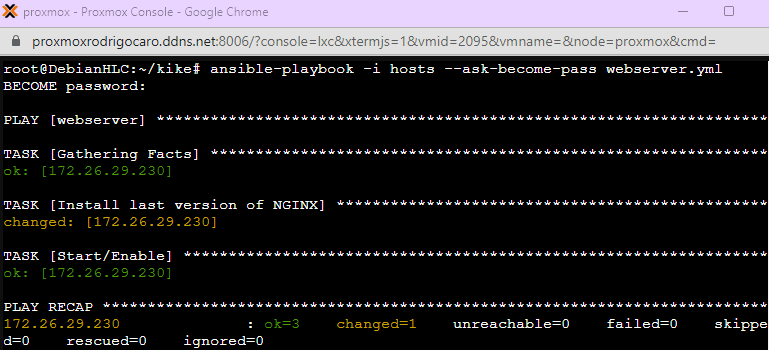 proxmox - Proxmox Console - Google Chrome
proxmoxrodrigocaro.ddns.net:8006/?console=lxc&xtermjs=1&vmid=2095&vmname=&node=proxmox&cmd=
root@DebianHLC:~/kike# ansible-playbook -i hosts --ask-become-pass webserver.yml
BECOME password:
PLAY [webserver] ********************************************************************
TASK [Gathering Facts] **************************************************************
ok: [172.26.29.230]
TASK [Install last version of NGINX] ************************************************
changed: [172.26.29.230]
TASK [Start/Enable] *****************************************************************
ok: [172.26.29.230]
PLAY RECAP **************************************************************************
172.26.29.230 : ok=3 changed=1 unreachable=0 failed=0 skippe
d=0 rescued=0 ignored=0